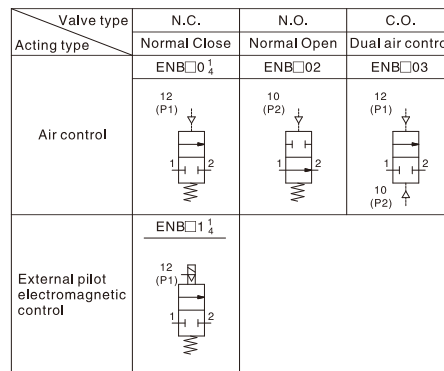 Valve type
Acting type
N.C.
N.O.
C.O.
Normal Close
Normal Open
Dual air control
ENB□0 1/4
ENB□02
ENB□03
Air control
12
(P1)
1
2
10
(P2)
1
2
12
(P1)
1
2
10
(P2)
ENB□1 1/4
External pilot
electromagnetic
control
12
(P1)
1
2